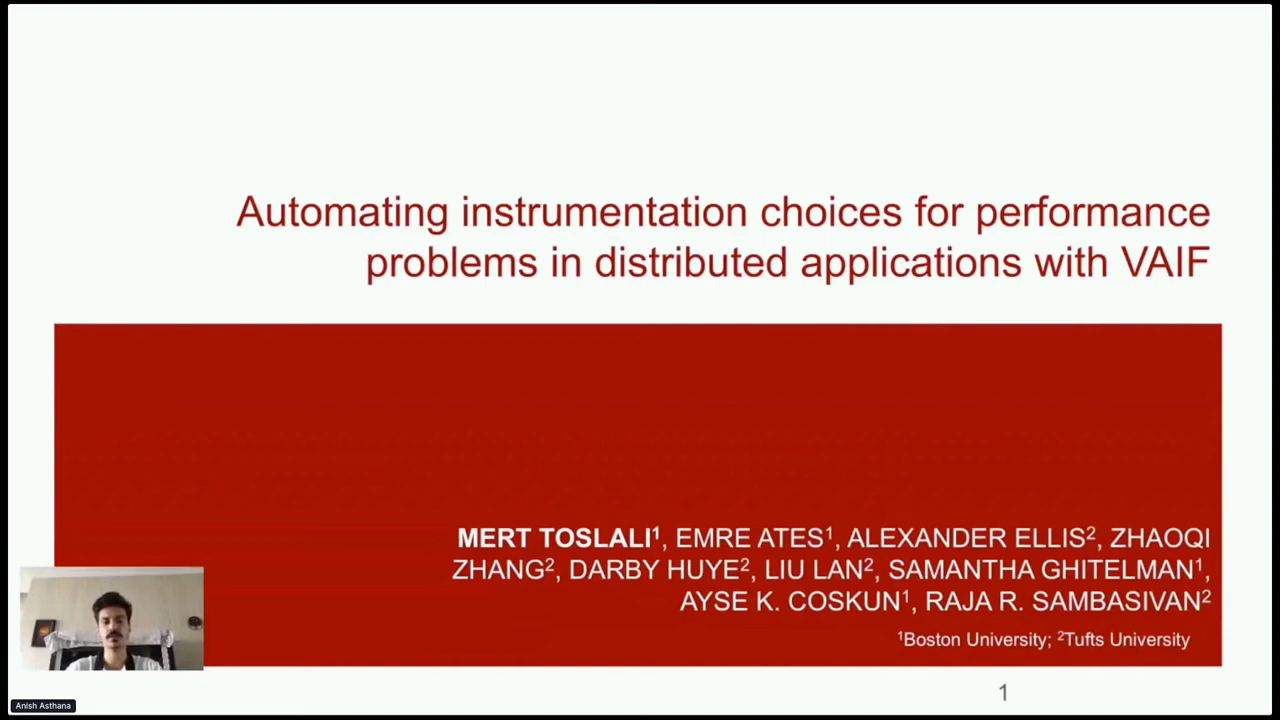 Automating instrumentation choices for performance
problems in distributed applications with VAIF
MERT TOSLALI¹, EMRE ATES¹, ALEXANDER ELLIS², ZHAOQI
ZHANG², DARBY HUYE², LIU LAN², SAMANTHA GHITELMAN¹,
AYSE K. COSKUN¹, RAJA R. SAMBASIVAN²
¹Boston University; ²Tufts University
1
Anish Asthana